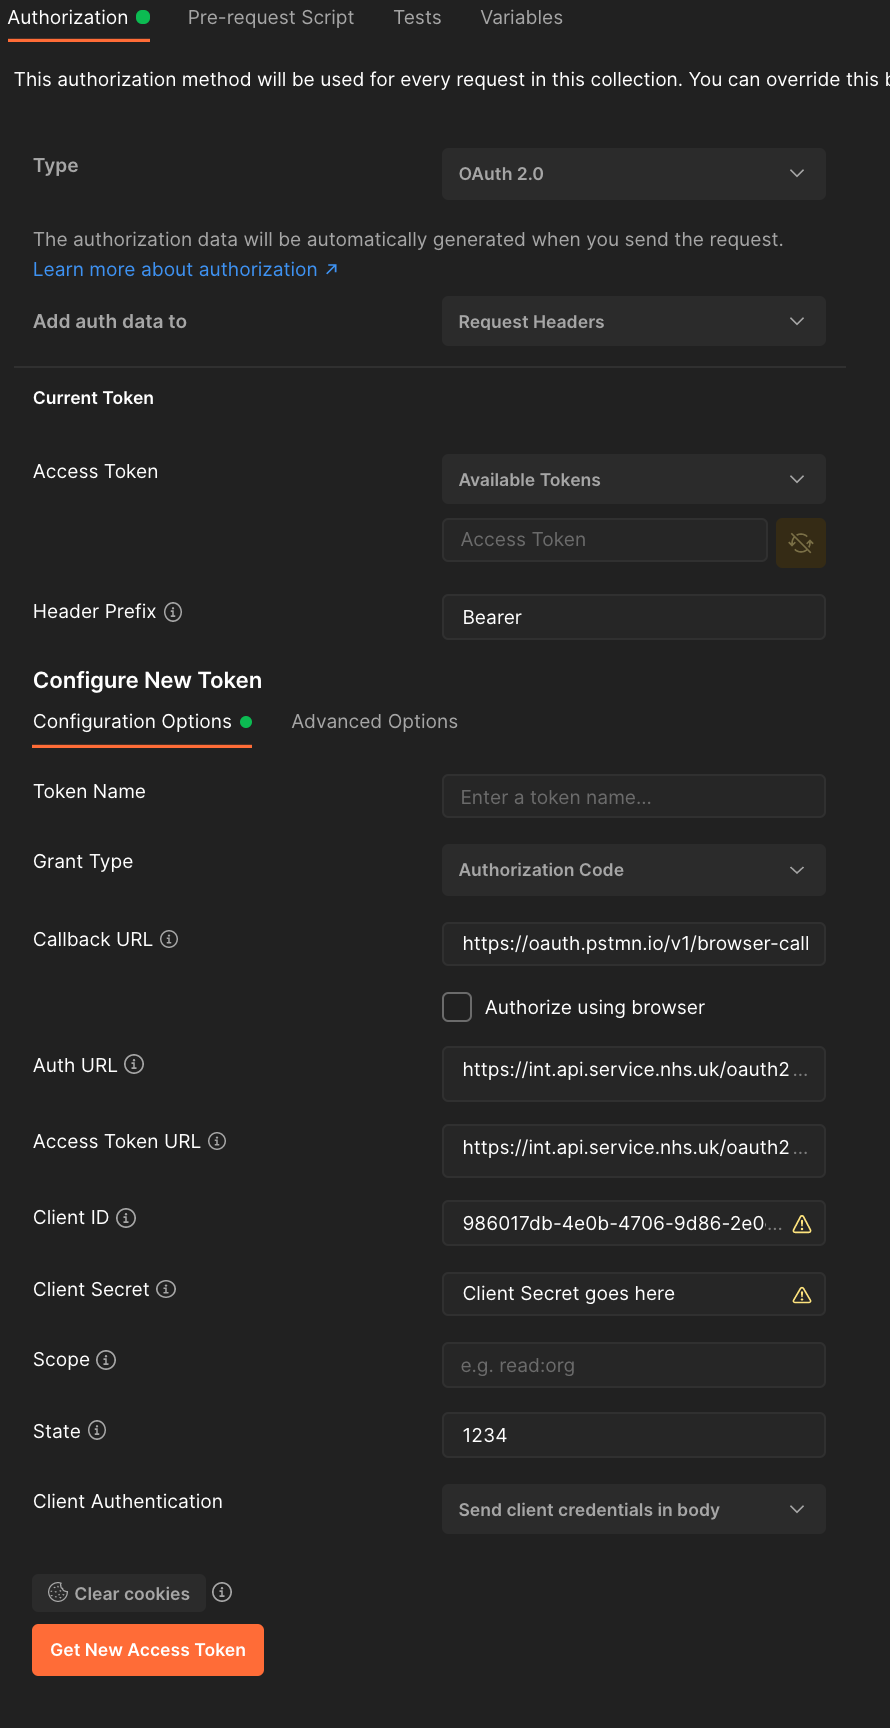 Authorization
Pre-request Script
Tests
Variables
This authorization method will be used for every request in this collection. You can override this
Type
OAuth 2.0
The authorization data will be automatically generated when you send the request.
Learn more about authorization ↗
Add auth data to
Request Headers
Current Token
Access Token
Available Tokens
Access Token
Header Prefix
Bearer
Configure New Token
Configuration Options
Advanced Options
Token Name
Enter a token name...
Grant Type
Authorization Code
Callback URL
https://oauth.pstmn.io/v1/browser-call
Authorize using browser
Auth URL
https://int.api.service.nhs.uk/oauth2...
Access Token URL
https://int.api.service.nhs.uk/oauth2...
Client ID
986017db-4e0b-4706-9d86-2e0...
Client Secret
Client Secret goes here
Scope
e.g. read:org
State
1234
Client Authentication
Send client credentials in body
Clear cookies
Get New Access Token